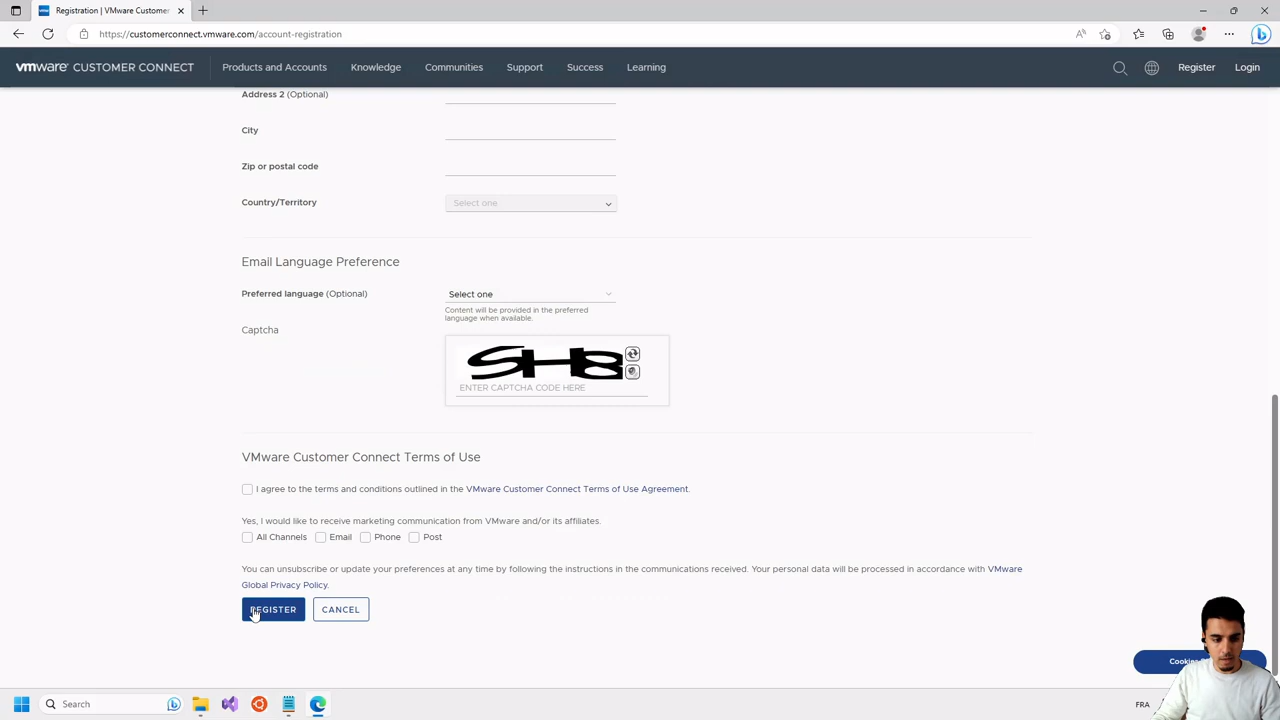 Registration | VMware Customer
https://customerconnect.vmware.com/account-registration
vmware CUSTOMER CONNECT
Products and Accounts
Knowledge
Communities
Support
Success
Learning
Register
Login
Address 2 (Optional)
City
Zip or postal code
Country/Territory
Select one
Email Language Preference
Preferred language (Optional)
Select one
Content will be provided in the preferred
language when available.
Captcha
SH8
ENTER CAPTCHA CODE HERE
VMware Customer Connect Terms of Use
I agree to the terms and conditions outlined in the VMware Customer Connect Terms of Use Agreement.
Yes, I would like to receive marketing communication from VMware and/or its affiliates.
All Channels
Email
Phone
Post
You can unsubscribe or update your preferences at any time by following the instructions in the communications received. Your personal data will be processed in accordance with VMware
Global Privacy Policy.
REGISTER
CANCEL
Search
FRA